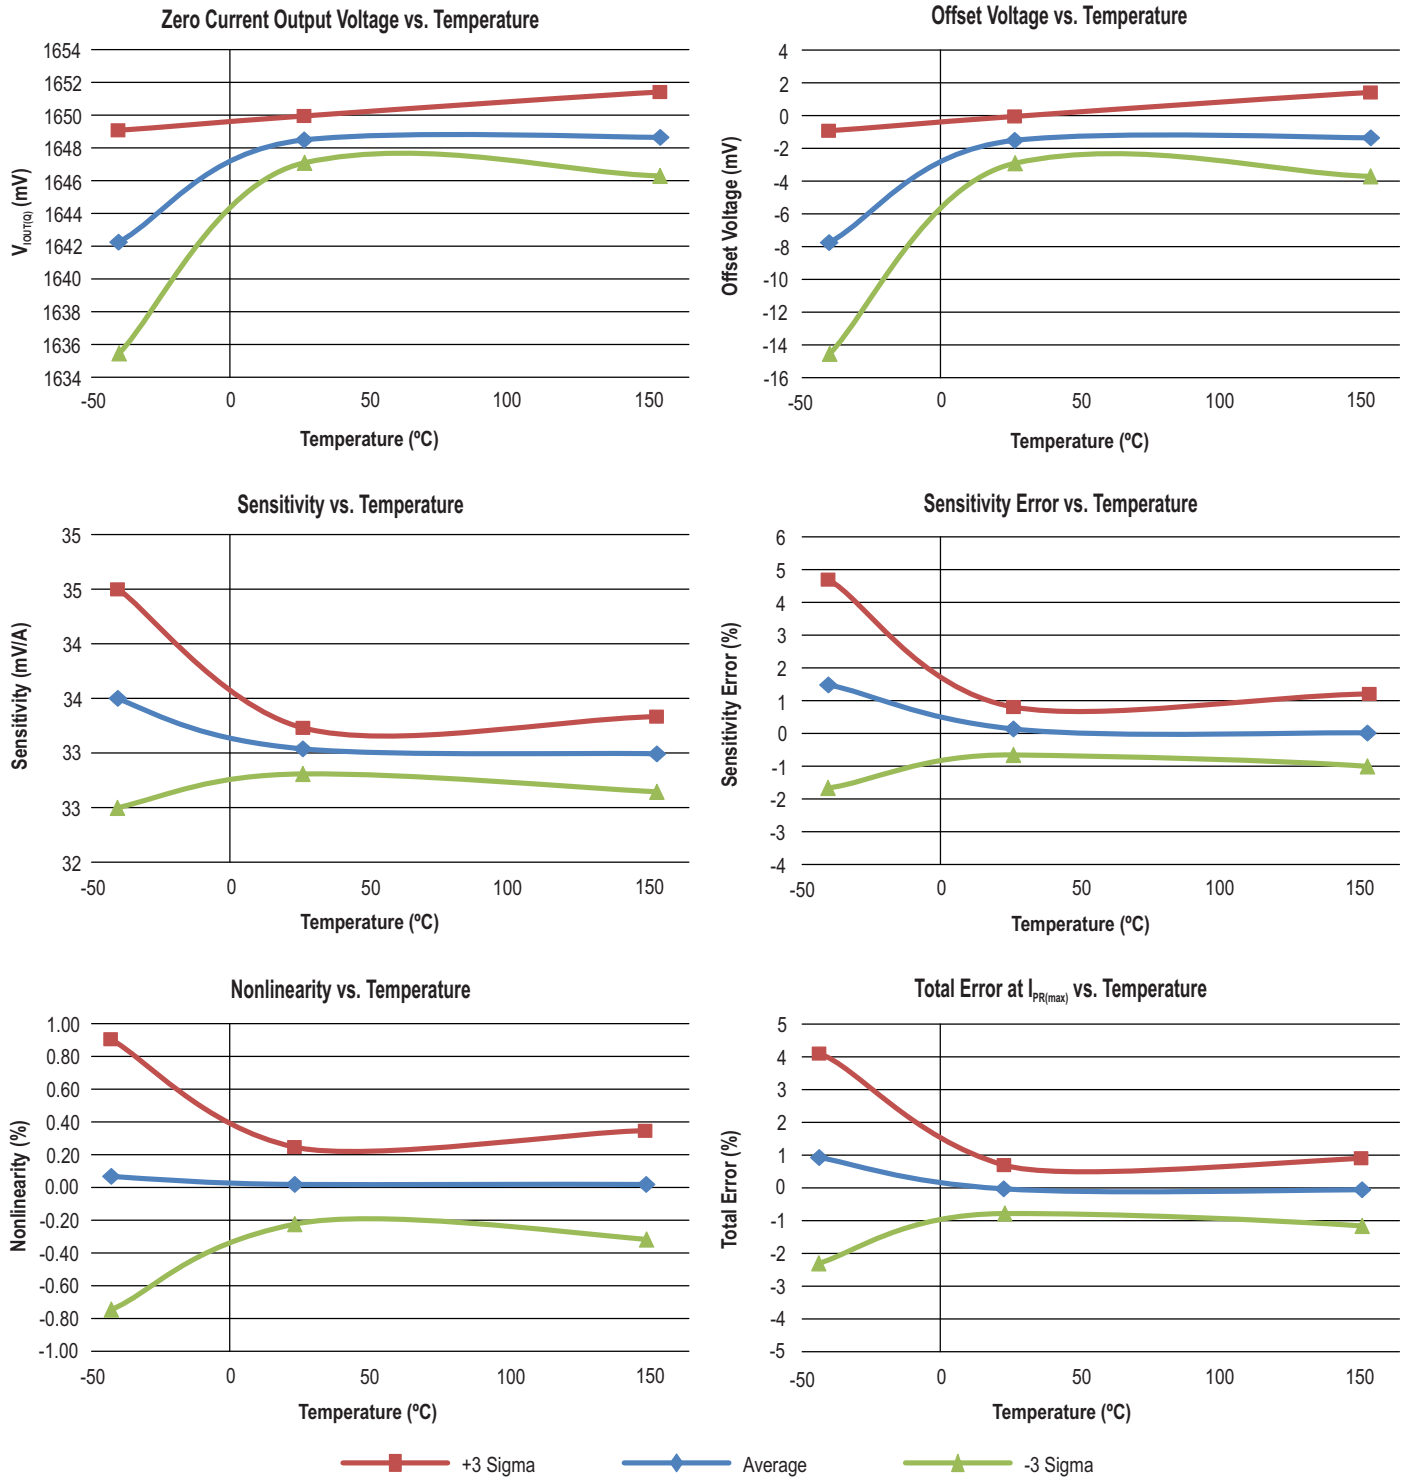 Zero Current Output Voltage vs. Temperature
1654
1652
1650
1648
1646
1644
1642
1640
1638
1636
1634
V IOUT(Q) (mV)
-50 0 50 100 150
Temperature (ºC)
Offset Voltage vs. Temperature
4
2
0
-2
-4
-6
-8
-10
-12
-14
-16
Offset Voltage (mV)
-50 0 50 100 150
Temperature (ºC)
Sensitivity vs. Temperature
35
35
34
34
33
33
32
Sensitivity (mV/A)
-50 0 50 100 150
Temperature (ºC)
Sensitivity Error vs. Temperature
6
5
4
3
2
1
0
-1
-2
-3
-4
Sensitivity Error (%)
-50 0 50 100 150
Temperature (ºC)
Nonlinearity vs. Temperature
1.00
0.80
0.60
0.40
0.20
0.00
-0.20
-0.40
-0.60
-0.80
-1.00
Nonlinearity (%)
-50 0 50 100 150
Temperature (ºC)
Total Error at IPR(max) vs. Temperature
5
4
3
2
1
0
-1
-2
-3
-4
-5
Total Error (%)
-50 0 50 100 150
Temperature (ºC)
+3 Sigma
Average
-3 Sigma